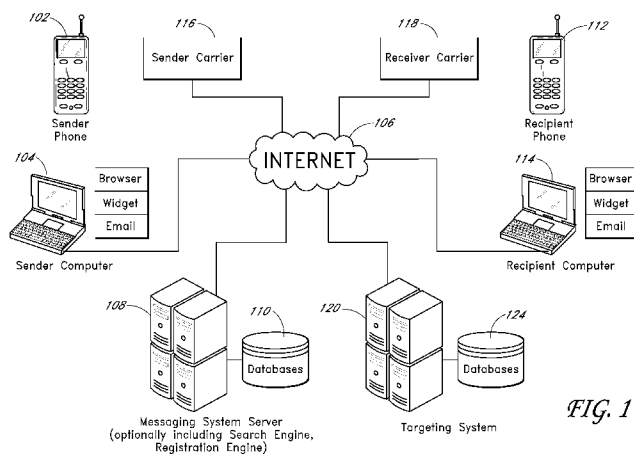 102
116
118
112
Sender Carrier
Receiver Carrier
Sender
Phone
Recipient
Phone
106
INTERNET
104
114
Browser
Widget
Email
Browser
Widget
Email
Sender Computer
Recipient Computer
108
110
120
124
Databases
Databases
Messaging System Server
(optionally including Search Engine,
Registration Engine)
Targeting System
FIG. 1